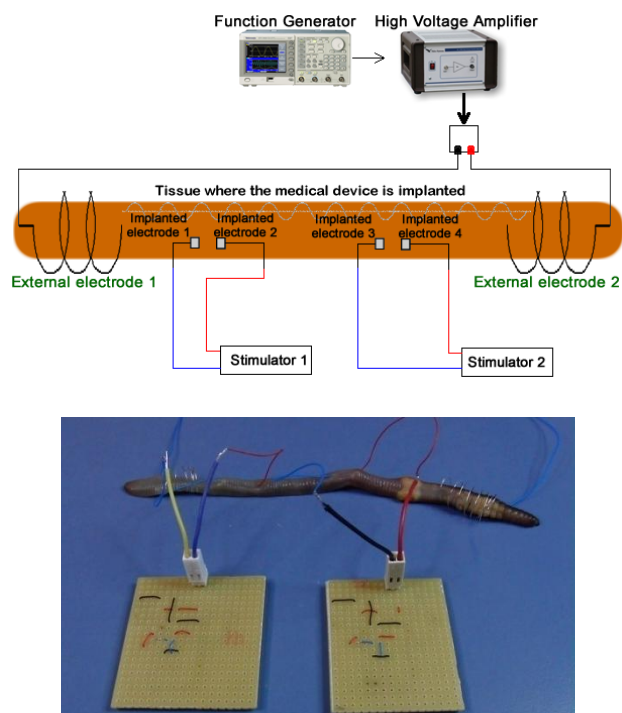 Function Generator
High Voltage Amplifier
Tissue where the medical device is implanted
Implanted
electrode 1
Implanted
electrode 2
Implanted
electrode 3
Implanted
electrode 4
External electrode 1
External electrode 2
Stimulator 1
Stimulator 2